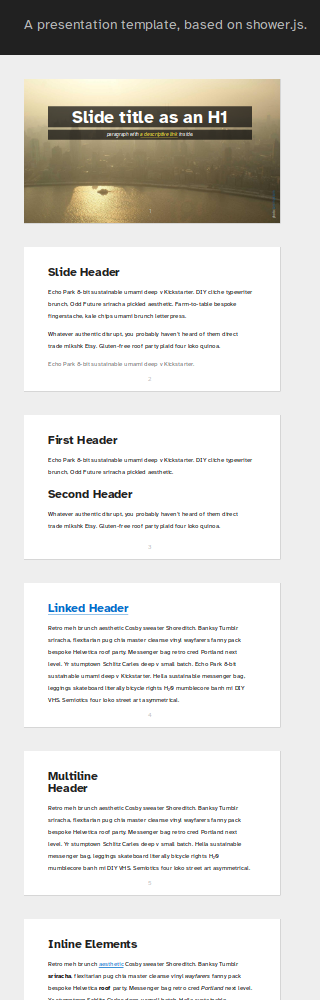 A presentation template, based on shower.js.
Slide title as an H1
paragraph with a descriptive link inside
1
Slide Header
Echo Park 8-bit sustainable umami deep v Kickstarter. DIY cliche typewriter
brunch. Odd Future sriracha pickled aesthetic. Farm-to-table bespoke
fingerstache, kale chips umami brunch letterpress.
Whatever authentic disrupt, you probably haven't heard of them direct
trade mlkshk Etsy. Gluten-free roof party plaid four loko quinoa.
Echo Park 8-bit sustainable umami deep v Kickstarter.
2
First Header
Echo Park 8-bit sustainable umami deep v Kickstarter. DIY cliche typewriter
brunch. Odd Future sriracha pickled aesthetic.
Second Header
Whatever authentic disrupt, you probably haven't heard of them direct
trade mlkshk Etsy. Gluten-free roof party plaid four loko quinoa.
3
Linked Header
Retro meh brunch aesthetic Cosby sweater Shoreditch. Banksy Tumblr
sriracha, flexitarian pug chia master cleanse vinyl wayfarers fanny pack
bespoke Helvetica roof party. Messenger bag retro cred Portland next
level. Yr stumptown Schlitz Carles deep v small batch. Echo Park 8-bit
sustainable umami deep v Kickstarter. Hella sustainable messenger bag,
leggings skateboard literally bicycle rights H₂0 mumblecore banh mi DIY
VHS. Semiotics four loko street art asymmetrical.
4
Multiline
Header
Retro meh brunch aesthetic Cosby sweater Shoreditch. Banksy Tumblr
sriracha, flexitarian pug chia master cleanse vinyl wayfarers fanny pack
bespoke Helvetica roof party. Messenger bag retro cred Portland next
level. Yr stumptown Schlitz Carles deep v small batch. Hella sustainable
messenger bag, leggings skateboard literally bicycle rights H₂0
mumblecore banh mi DIY VHS. Semiotics four loko street art asymmetrical.
5
Inline Elements
Retro meh brunch aesthetic Cosby sweater Shoreditch. Banksy Tumblr
sriracha, flexitarian pug chia master cleanse vinyl wayfarers fanny pack
bespoke Helvetica roof party. Messenger bag retro cred Portland next level.